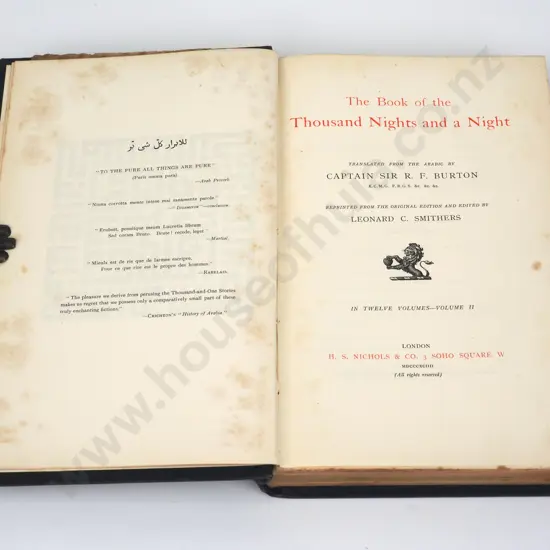 للابرار كل شي بر
"TO THE PURE ALL THINGS ARE PURE"
(Puris omnia pura)
—Arab Proverb.
"Niuna corrotta mente intese mai sanamente parole."
—"Decameron"—conclusion
"Erubuit, posuitque meum Lucretia librum
Sed coram Bruto. Brute! recede, leget."
—Martial.
"Mieulx est de ris que de larmes escripre,
Pour ce que rire est le propre des hommes."
—RABELAIS.
"The pleasure we derive from perusing the Thousand-and-One Stories
makes us regret that we possess only a comparatively small part of these
truly enchanting fictions."
—CRICHTON'S "History of Arabia."
The Book of the
Thousand Nights and a Night
TRANSLATED FROM THE ARABIC BY
CAPTAIN SIR R. F. BURTON
K.C.M.G. F.R.G.S. &c. &c. &c.
REPRINTED FROM THE ORIGINAL EDITION AND EDITED BY
LEONARD C. SMITHERS
IN TWELVE VOLUMES—VOLUME II
LONDON
H. S. NICHOLS & CO. 3 SOHO SQUARE, W
MDCCCXCIIII
(All rights reserved)
www.houseofhulme.co.nz